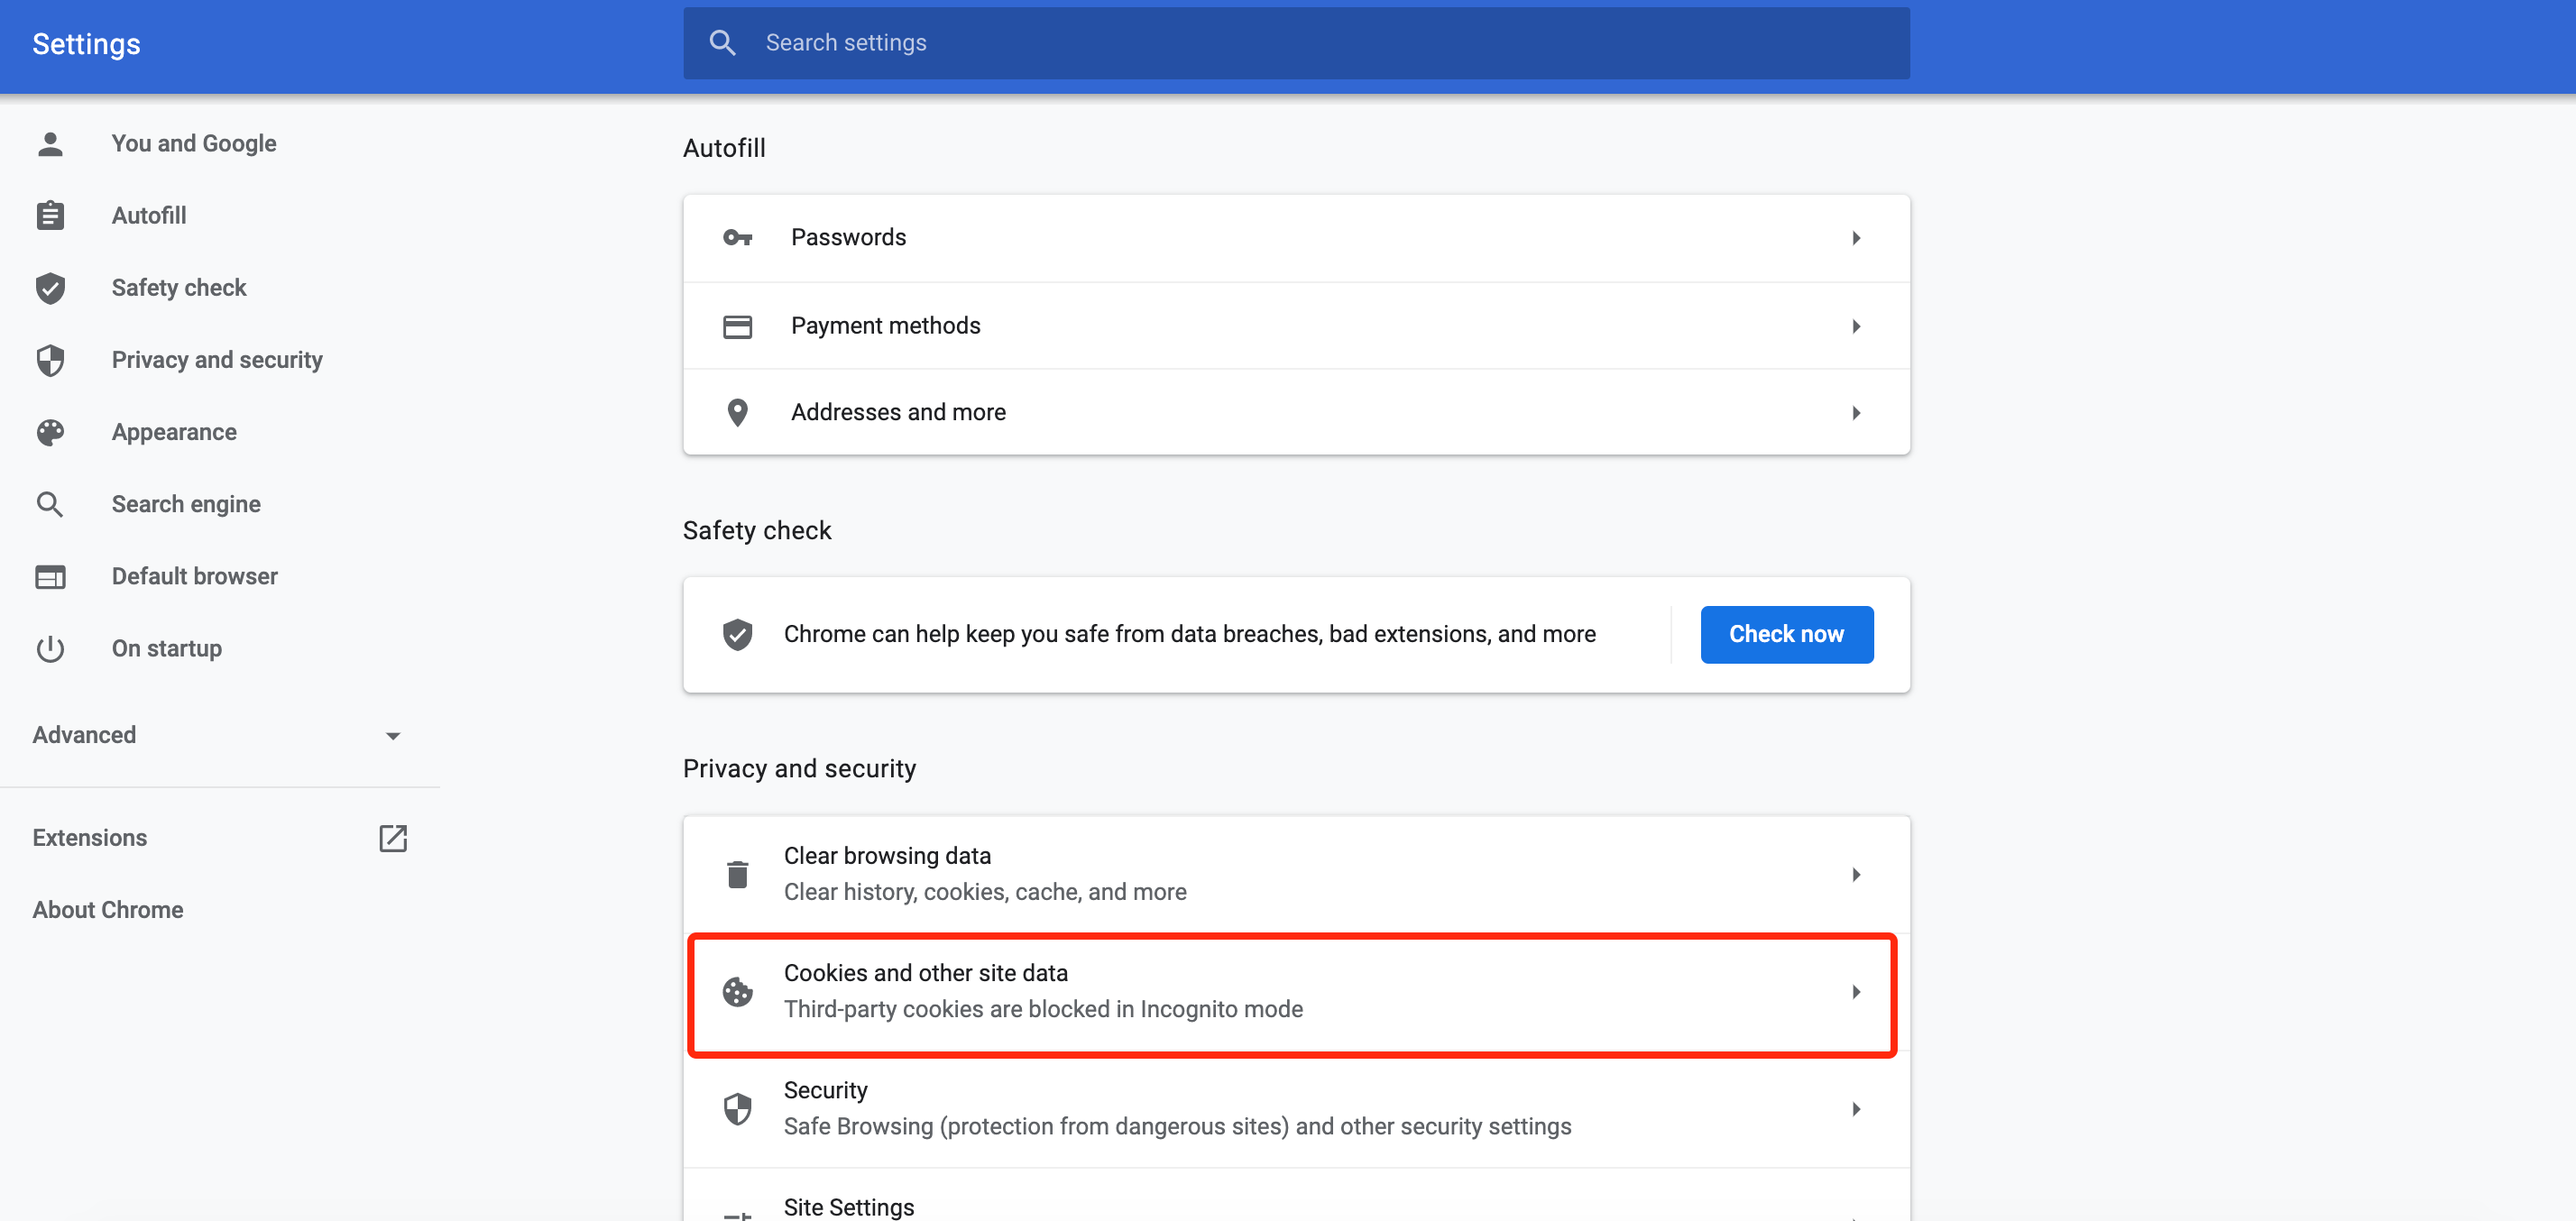 Settings
Search settings
You and Google
Autofill
Safety check
Privacy and security
Appearance
Search engine
Default browser
On startup
Advanced
Extensions
About Chrome
Autofill
Passwords
Payment methods
Addresses and more
Safety check
Chrome can help keep you safe from data breaches, bad extensions, and more
Check now
Privacy and security
Clear browsing data
Clear history, cookies, cache, and more
Cookies and other site data
Third-party cookies are blocked in Incognito mode
Security
Safe Browsing (protection from dangerous sites) and other security settings
Site Settings